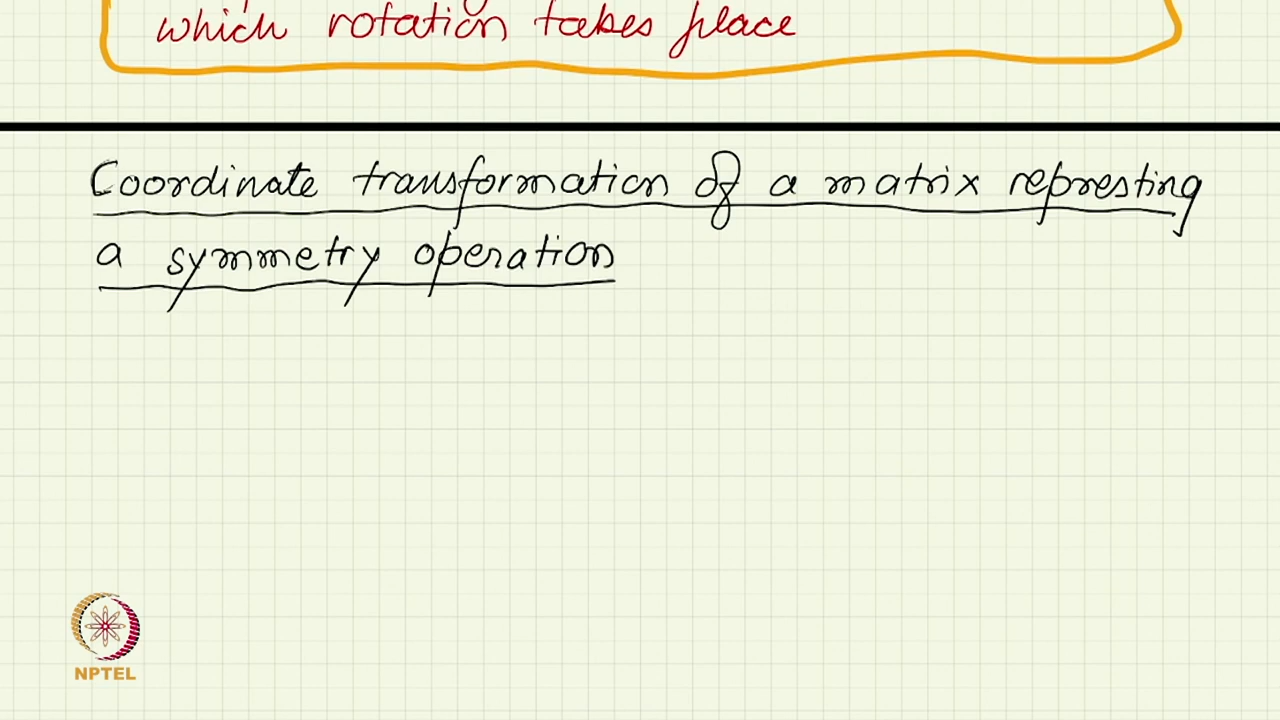 which rotation takes place
Coordinate transformation of a matrix represting
a symmetry operation
NPTEL